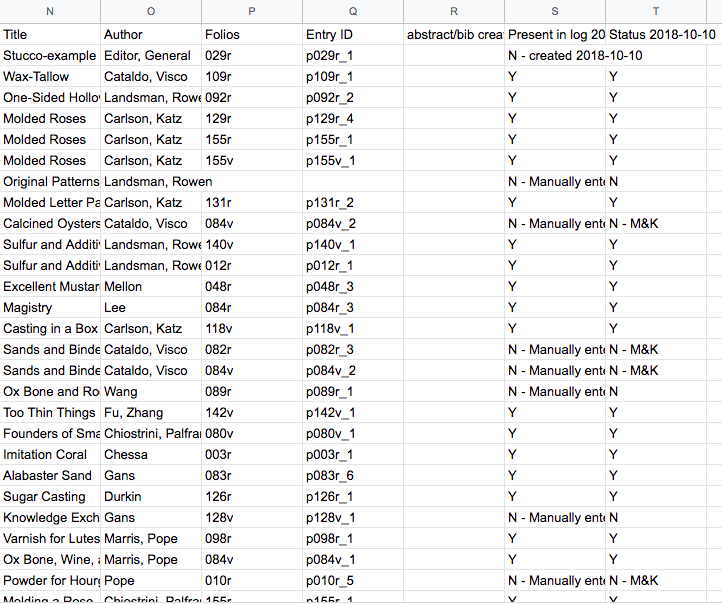 N O P Q R S T
Title Author Folios Entry ID abstract/bib crea Present in log 20 Status 2018-10-10
Stucco-example Editor, General 029r p029r_1 N - created 2018-10-10
Wax-Tallow Cataldo, Visco 109r p109r_1 Y Y
One-Sided Hollo Landsman, Rowe 092r p092r_2 Y Y
Molded Roses Carlson, Katz 129r p129r_4 Y Y
Molded Roses Carlson, Katz 155r p155r_1 Y Y
Molded Roses Carlson, Katz 155v p155v_1 Y Y
Original Patterns Landsman, Rowen N - Manually ente N
Molded Letter Pa Carlson, Katz 131r p131r_2 Y Y
Calcined Oysters Cataldo, Visco 084v p084v_2 N - Manually ente N - M&K
Sulfur and Additi Landsman, Rowe 140v p140v_1 Y Y
Sulfur and Additi Landsman, Rowe 012r p012r_1 Y Y
Excellent Mustar Mellon 048r p048r_3 Y Y
Magistry Lee 084r p084r_3 Y Y
Casting in a Box Carlson, Katz 118v p118v_1 Y Y
Sands and Binde Cataldo, Visco 082r p082r_3 N - Manually ente N - M&K
Sands and Binde Cataldo, Visco 084v p084v_2 N - Manually ente N - M&K
Ox Bone and Ro Wang 089r p089r_1 N - Manually ente N
Too Thin Things Fu, Zhang 142v p142v_1 Y Y
Founders of Sma Chiostrini, Palfra 080v p080v_1 Y Y
Imitation Coral Chessa 003r p003r_1 Y Y
Alabaster Sand Gans 083r p083r_6 Y Y
Sugar Casting Durkin 126r p126r_1 Y Y
Knowledge Exch Gans 128v p128v_1 N - Manually ente N
Varnish for Lutes Marris, Pope 098r p098r_1 Y Y
Ox Bone, Wine, a Marris, Pope 084v p084v_1 Y Y
Powder for Hourg Pope 010r p010r_5 N - Manually ente N - M&K
Molding a Rose Chiostrini, Palfra 155r p155r_1 Y Y